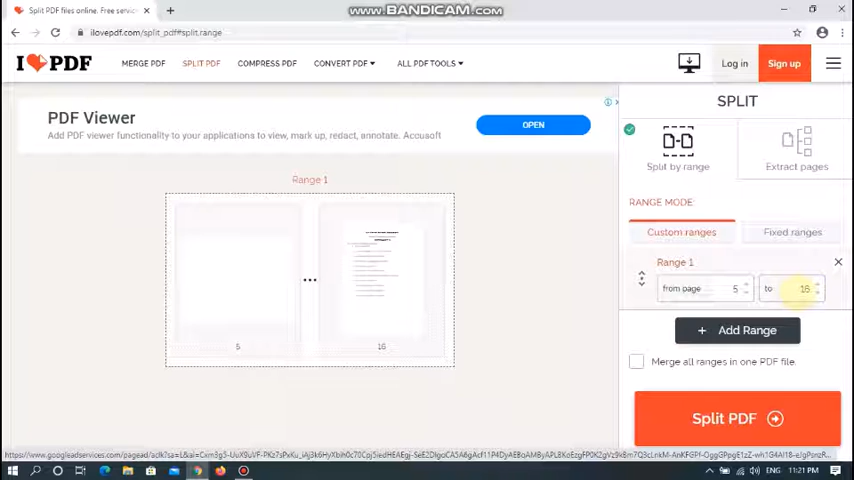 WWW.BANDICAM.COM
Split PDF files online. Free servic
ilovepdf.com/split_pdf#split,range
I PDF
MERGE PDF
SPLIT PDF
COMPRESS PDF
CONVERT PDF
ALL PDF TOOLS
Log in
Sign up
PDF Viewer
Add PDF viewer functionality to your applications to view, mark up, redact, annotate. Accusoft
OPEN
SPLIT
Split by range
Extract pages
Range 1
5
...
16
RANGE MODE:
Custom ranges
Fixed ranges
Range 1
from page 5
to 16
+ Add Range
Merge all ranges in one PDF file.
Split PDF
ENG
11:21 PM